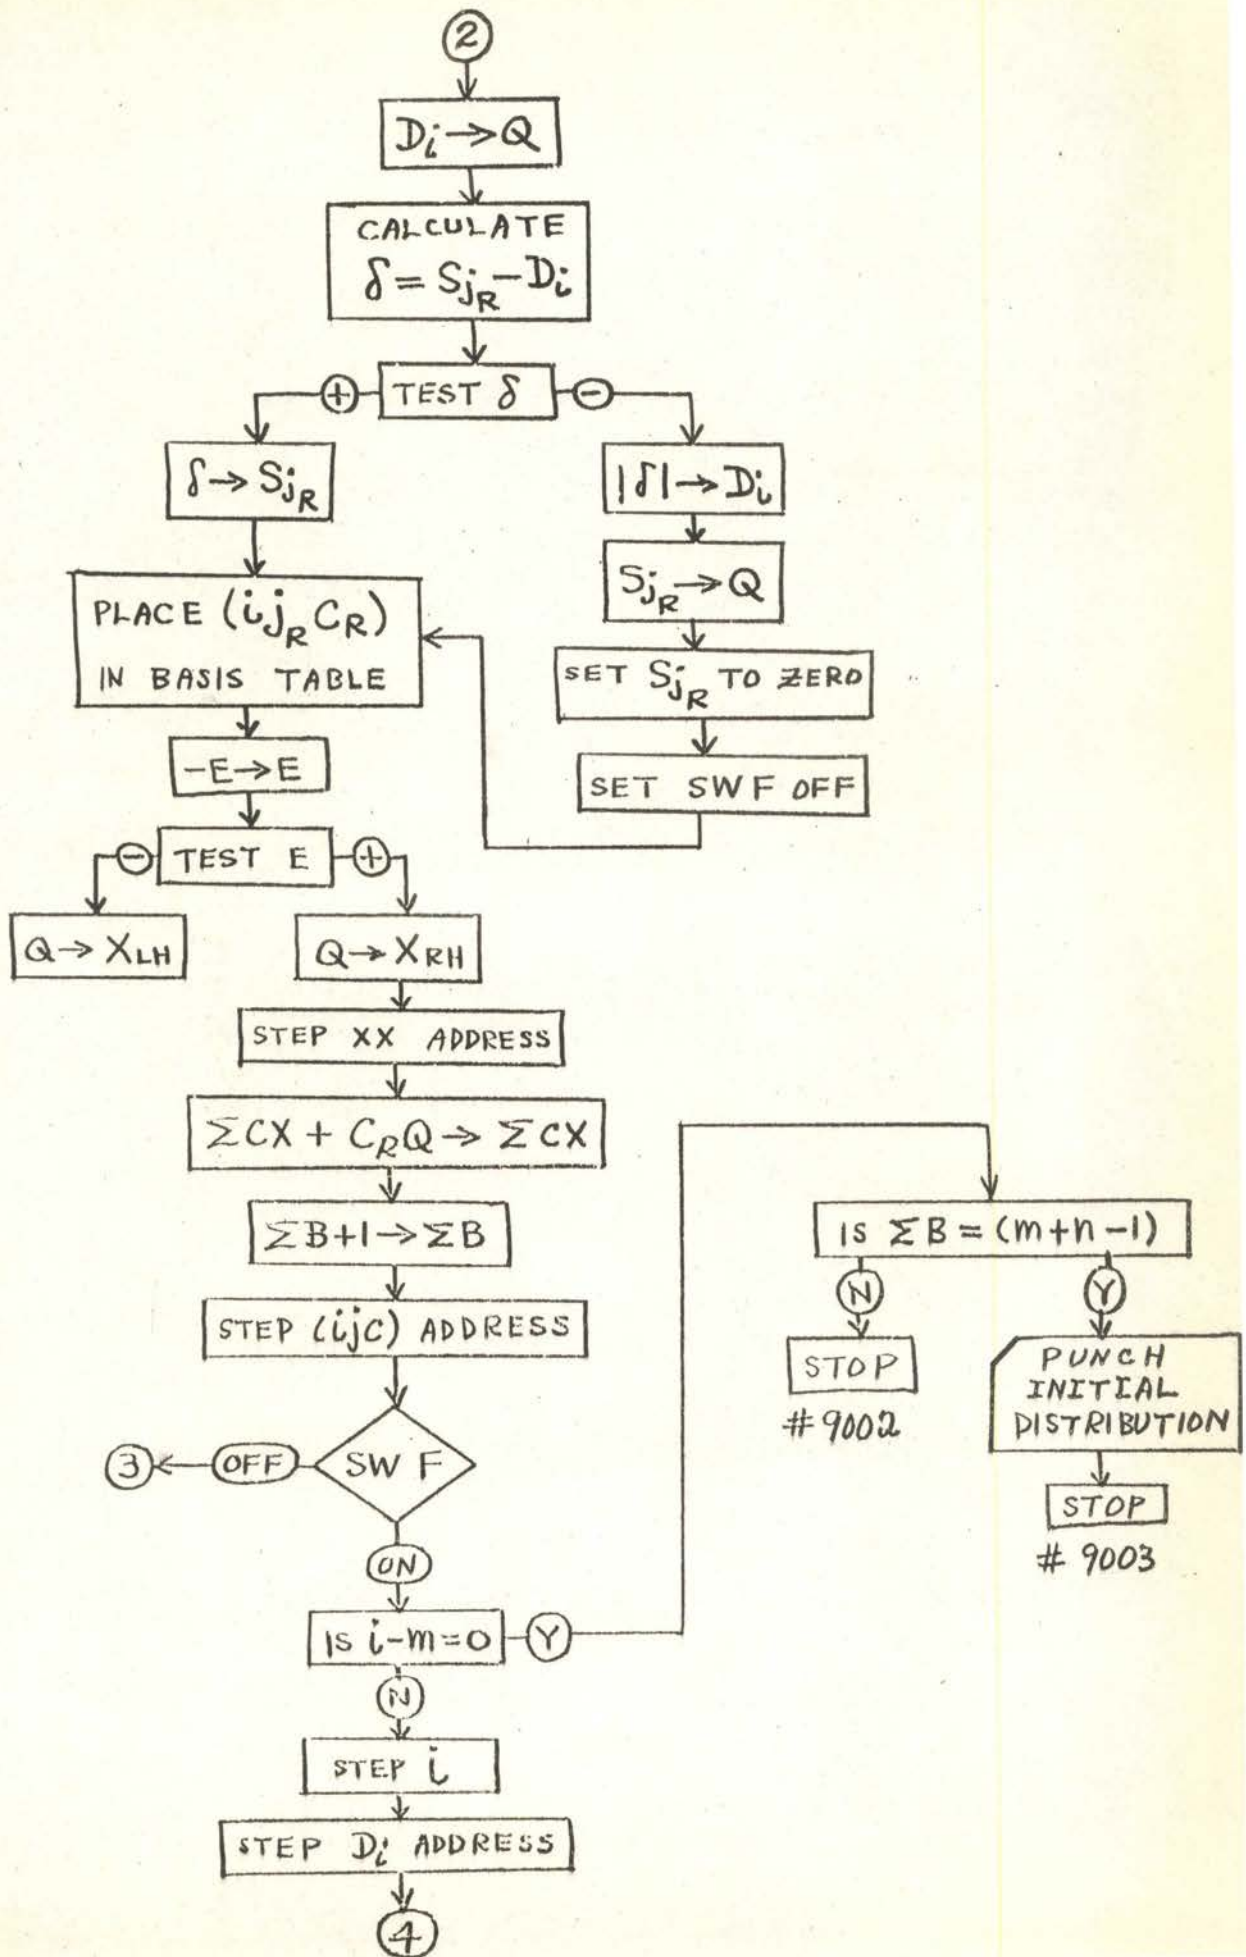 2
Di → Q
CALCULATE
δ = SjR − Di
+ TEST δ −
δ → SjR
|δ| → Di
SjR → Q
PLACE (ijR CR)
IN BASIS TABLE
SET SjR TO ZERO
−E → E
SET SWF OFF
− TEST E +
Q → XLH
Q → XRH
STEP XX ADDRESS
ΣCX + CRQ → ΣCX
ΣB+1 → ΣB
IS ΣB = (m+n−1)
N
Y
STEP (ijc) ADDRESS
STOP
#9002
PUNCH
INITIAL
DISTRIBUTION
3 ← OFF SW F
STOP
# 9003
ON
IS i−m=0 Y
N
STEP i
STEP Di ADDRESS
4